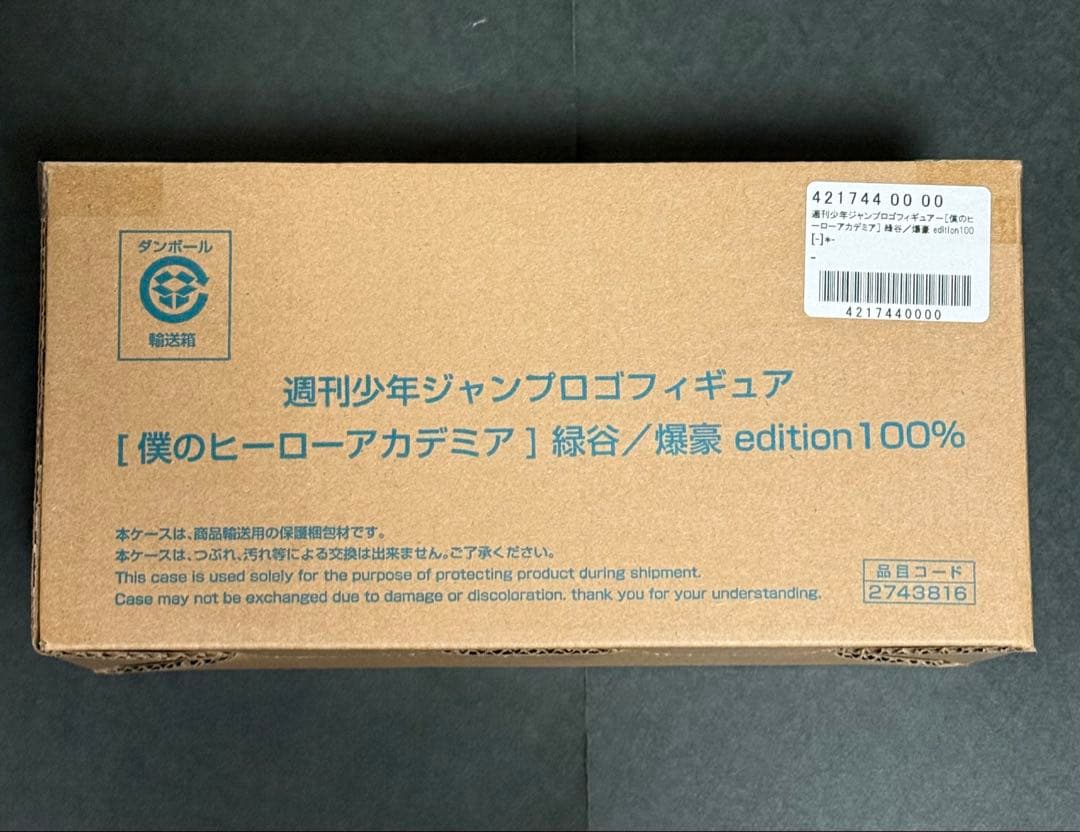 421744 00 00
週刊少年ジャンプロゴフィギュアー[僕のヒ
ーローアカデミア] 緑谷／爆豪 edition100
[-]*-
-
4217440000
ダンボール
輸送箱
週刊少年ジャンプロゴフィギュア
[ 僕のヒーローアカデミア ] 緑谷／爆豪 edition100%
本ケースは、商品輸送用の保護梱包材です。
本ケースは、つぶれ、汚れ等による交換は出来ません。ご了承ください。
This case is used solely for the purpose of protecting product during shipment.
Case may not be exchanged due to damage or discoloration. thank you for your understanding.
品目コード
2743816